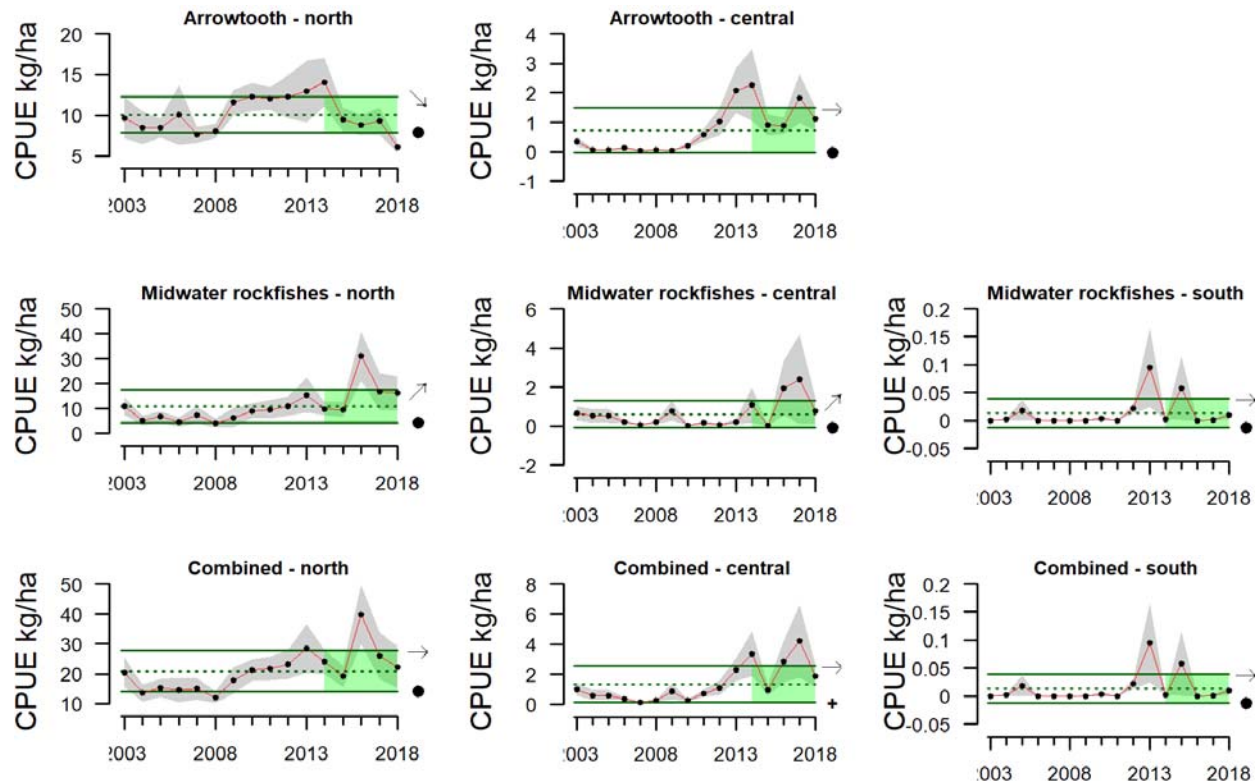 Arrowtooth - north
CPUE kg/ha
20
15
10
5
2003 2008 2013 2018
Arrowtooth - central
CPUE kg/ha
4
3
2
1
0
-1
2003 2008 2013 2018
Midwater rockfishes - north
CPUE kg/ha
50
40
30
20
10
0
2003 2008 2013 2018
Midwater rockfishes - central
CPUE kg/ha
6
4
2
0
-2
2003 2008 2013 2018
Midwater rockfishes - south
CPUE kg/ha
0.2
0.15
0.1
0.05
0
-0.05
2003 2008 2013 2018
Combined - north
CPUE kg/ha
50
40
30
20
10
2003 2008 2013 2018
Combined - central
CPUE kg/ha
8
6
4
2
0
+
2003 2008 2013 2018
Combined - south
CPUE kg/ha
0.2
0.15
0.1
0.05
0
-0.05
2003 2008 2013 2018